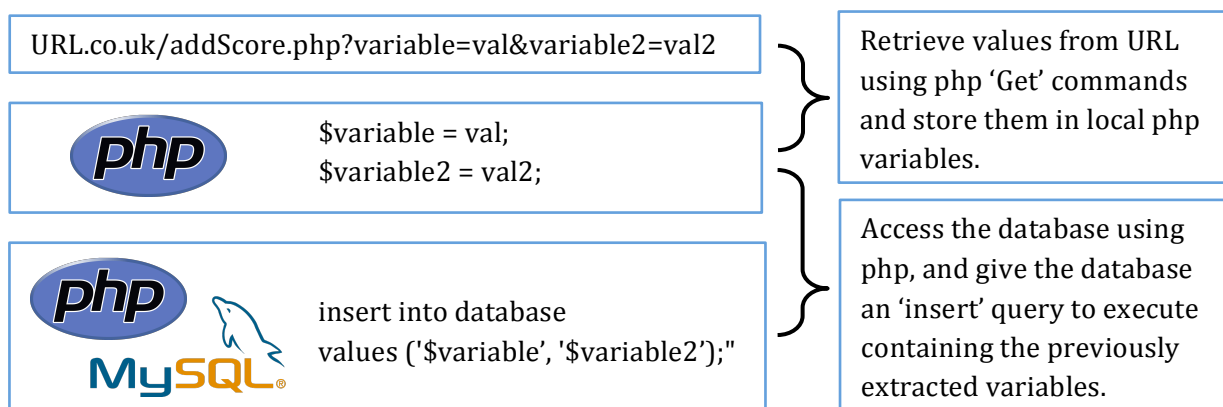 URL.co.uk/addScore.php?variable=val&variable2=val2
Retrieve values from URL
using php ‘Get’ commands
and store them in local php
variables.
php
$variable = val;
$variable2 = val2;
Access the database using
php, and give the database
an ‘insert’ query to execute
containing the previously
extracted variables.
php
MySQL®
insert into database
values ('$variable’, '$variable2’);"